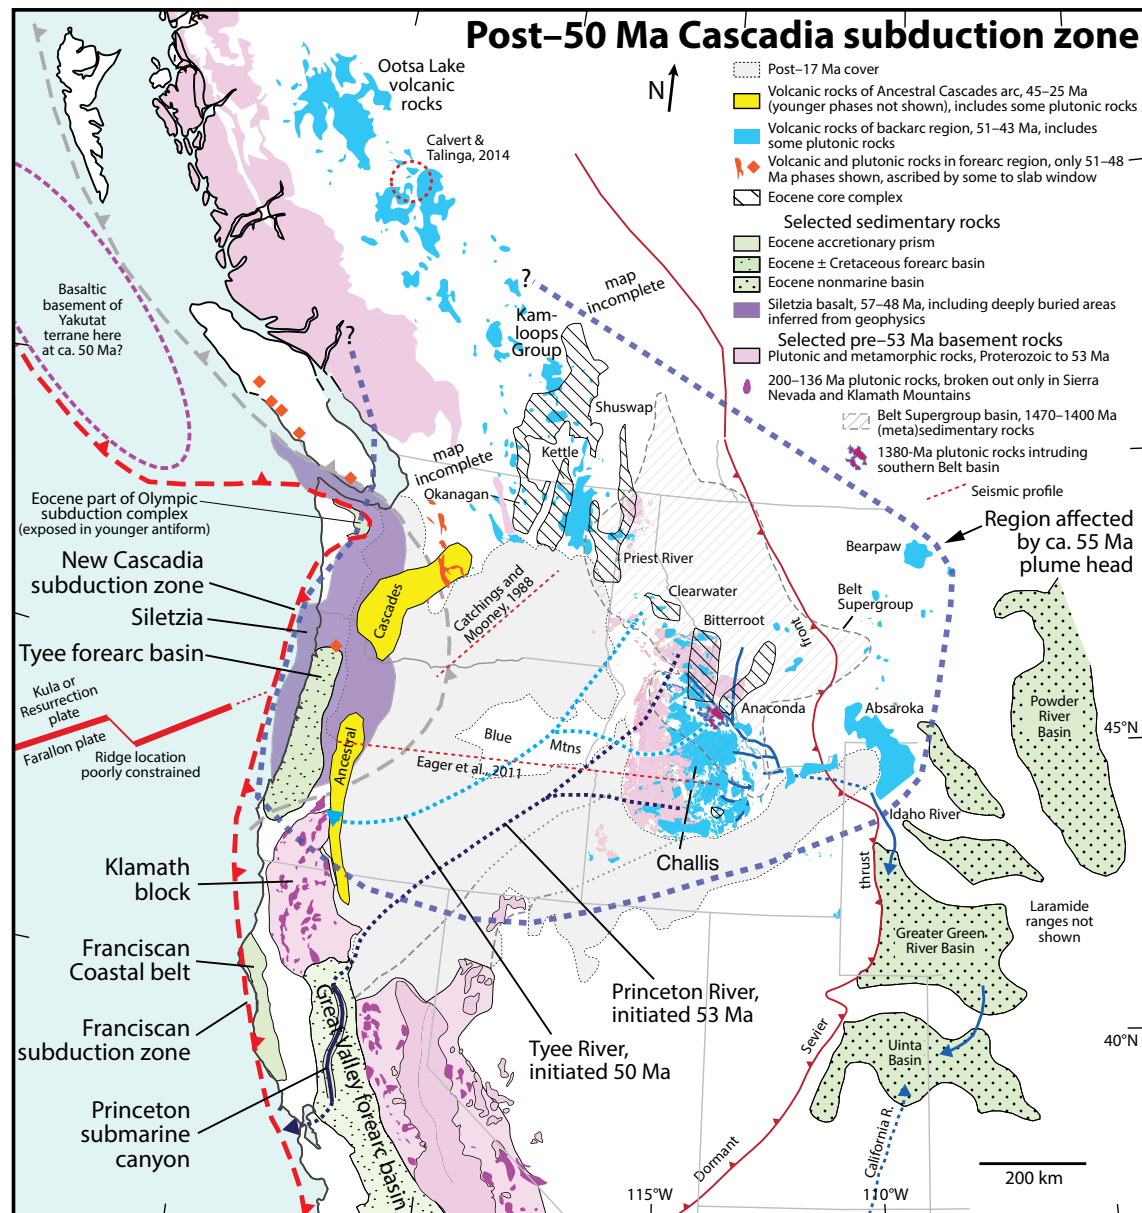 Post–50 Ma Cascadia subduction zone
N
Post–17 Ma cover
Volcanic rocks of Ancestral Cascades arc, 45–25 Ma
(younger phases not shown), includes some plutonic rocks
Volcanic rocks of backarc region, 51–43 Ma, includes
some plutonic rocks
Volcanic and plutonic rocks in forearc region, only 51–48
Ma phases shown, ascribed by some to slab window
Eocene core complex
Selected sedimentary rocks
Eocene accretionary prism
Eocene ± Cretaceous forearc basin
Eocene nonmarine basin
Siletzia basalt, 57–48 Ma, including deeply buried areas
inferred from geophysics
Selected pre–53 Ma basement rocks
Plutonic and metamorphic rocks, Proterozoic to 53 Ma
200–136 Ma plutonic rocks, broken out only in Sierra
Nevada and Klamath Mountains
Belt Supergroup basin, 1470–1400 Ma
(meta)sedimentary rocks
1380-Ma plutonic rocks intruding
southern Belt basin
Seismic profile
Ootsa Lake
volcanic
rocks
Calvert &
Talinga, 2014
Basaltic
basement of
Yakutat
terrane here
at ca. 50 Ma?
?
?
map
incomplete
Kam-
loops
Group
Shuswap
Kettle
map
incomplete
Okanagan
Priest River
Eocene part of Olympic
subduction complex
(exposed in younger antiform)
New Cascadia
subduction zone
Siletzia
Tyee forearc basin
Kula or
Resurrection
plate
Farallon plate
Ridge location
poorly constrained
Cascades
Ancestral
Catchings and
Mooney, 1988
Clearwater
Bitterroot
Anaconda
Blue Mtns
Eager et al., 2011
Challis
Region affected
by ca. 55 Ma
plume head
Bearpaw
Belt
Supergroup
front
Absaroka
Powder
River
Basin
45°N
Idaho River
thrust
Laramide
ranges not
shown
Greater Green
River Basin
Uinta
Basin
40°N
Sevier
Dormant
California R.
200 km
115°W
110°W
Klamath
block
Franciscan
Coastal belt
Franciscan
subduction zone
Princeton
submarine
canyon
Great Valley forearc basin
Princeton River,
initiated 53 Ma
Tyee River,
initiated 50 Ma